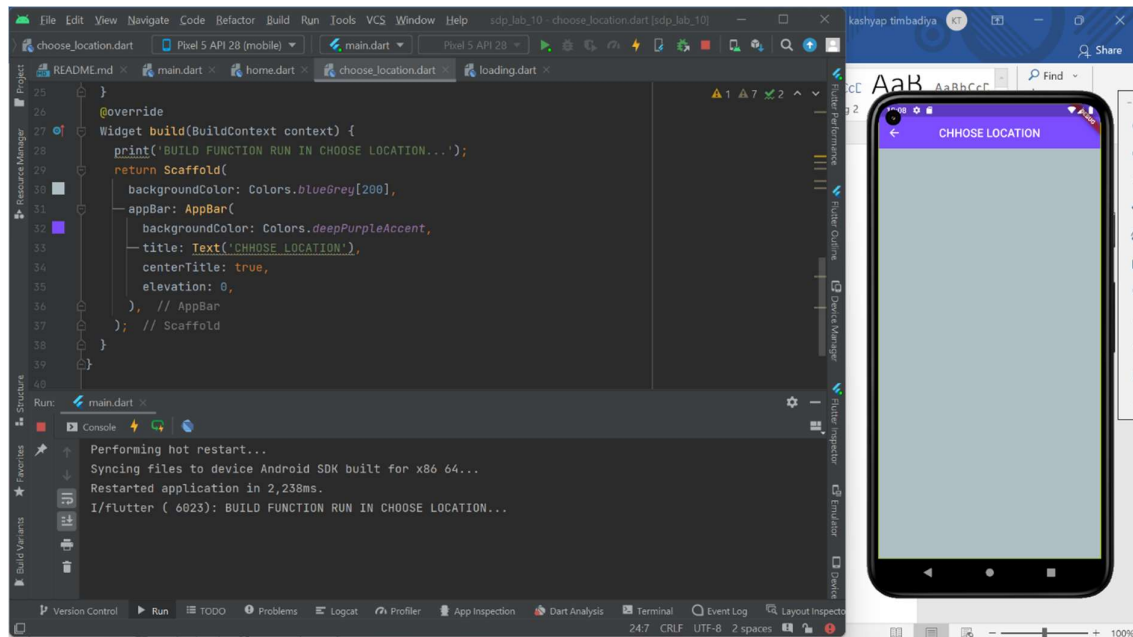 File Edit View Navigate Code Refactor Build Run Tools VCS Window Help sdp_lab_10 - choose_location.dart [sdp_lab_10]
kashyap timbadiya KT
Share
choose_location.dart Pixel 5 API 28 (mobile) main.dart Pixel 5 API 28
README.md main.dart home.dart choose_location.dart loading.dart
Find
AaB AaBbCcC
1 7 2
25 }
26 @override
27 Widget build(BuildContext context) {
28 print('BUILD FUNCTION RUN IN CHOOSE LOCATION...');
29 return Scaffold(
30 backgroundColor: Colors.blueGrey[200],
31 appBar: AppBar(
32 backgroundColor: Colors.deepPurpleAccent,
33 title: Text('CHHOSE LOCATION'),
34 centerTitle: true,
35 elevation: 0,
36 ), // AppBar
37 ); // Scaffold
38 }
39 }
40
CHHOSE LOCATION
Project
Resource Manager
Structure
Favorites
Build Variants
Flutter Performance
Flutter Outline
Device Manager
Flutter Inspector
Emulator
Device
Run: main.dart
Console
Performing hot restart...
Syncing files to device Android SDK built for x86 64...
Restarted application in 2,238ms.
I/flutter ( 6023): BUILD FUNCTION RUN IN CHOOSE LOCATION...
Version Control Run TODO Problems Logcat Profiler App Inspection Dart Analysis Terminal Event Log Layout Inspecto
24:7 CRLF UTF-8 2 spaces
100%